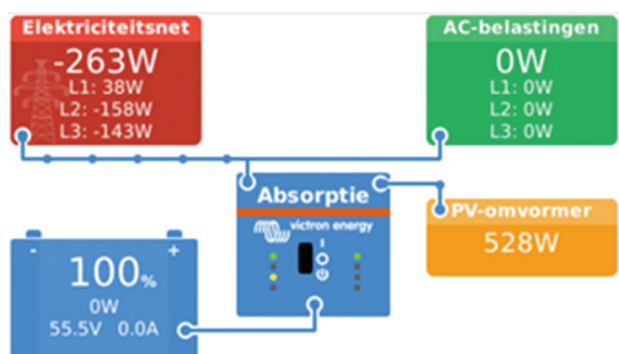 Elektriciteitsnet
-263W
L1: 38W
L2: -158W
L3: -143W
AC-belastingen
0W
L1: 0W
L2: 0W
L3: 0W
Absorptie
victron energy
I
PV-omvormer
528W
- +
100%
0W
55.5V 0.0A